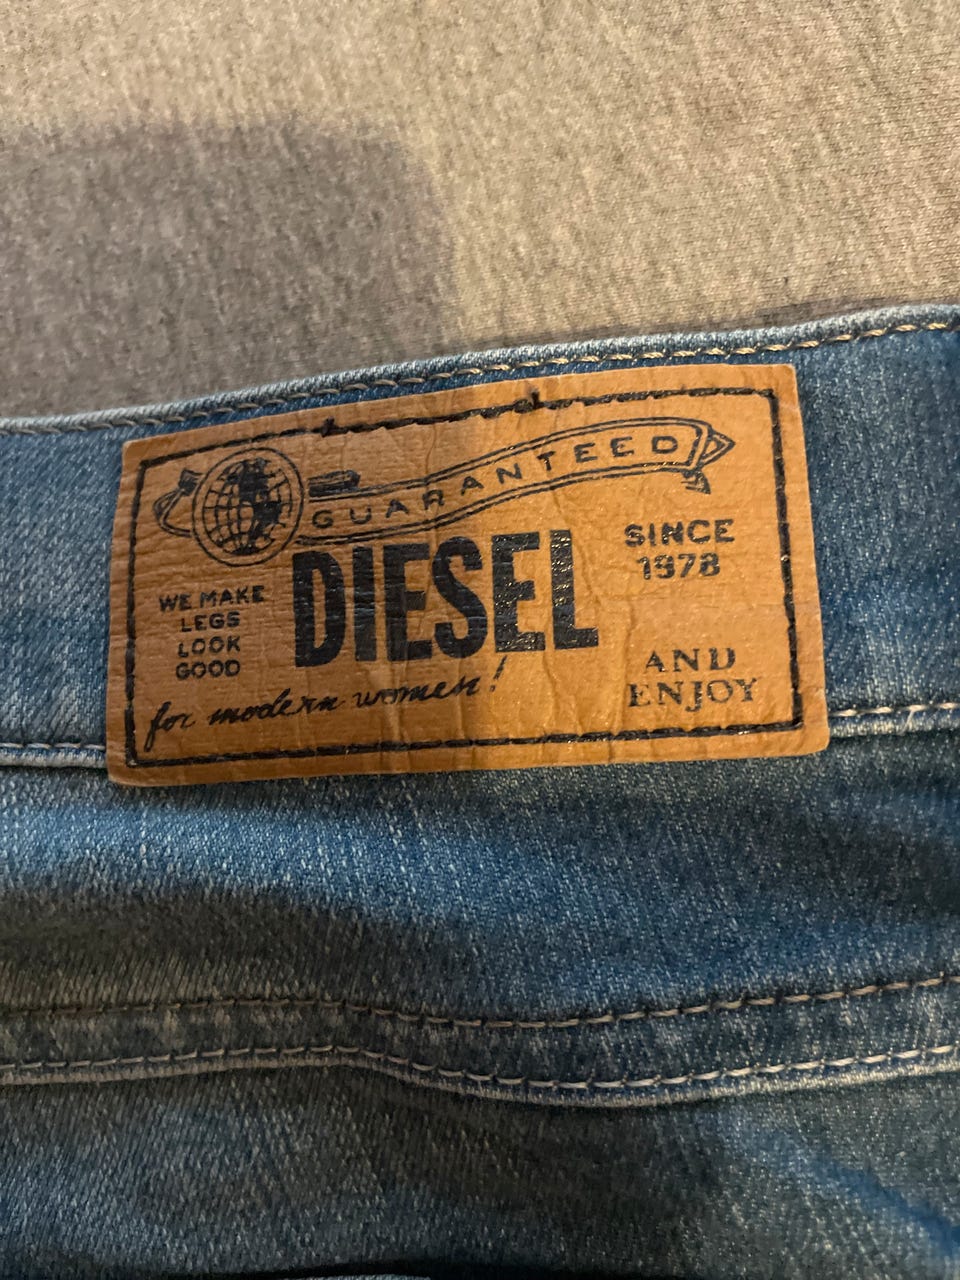 GUARANTEED
DIESEL
SINCE
1978
WE MAKE
LEGS
LOOK
GOOD
for modern women!
AND
ENJOY